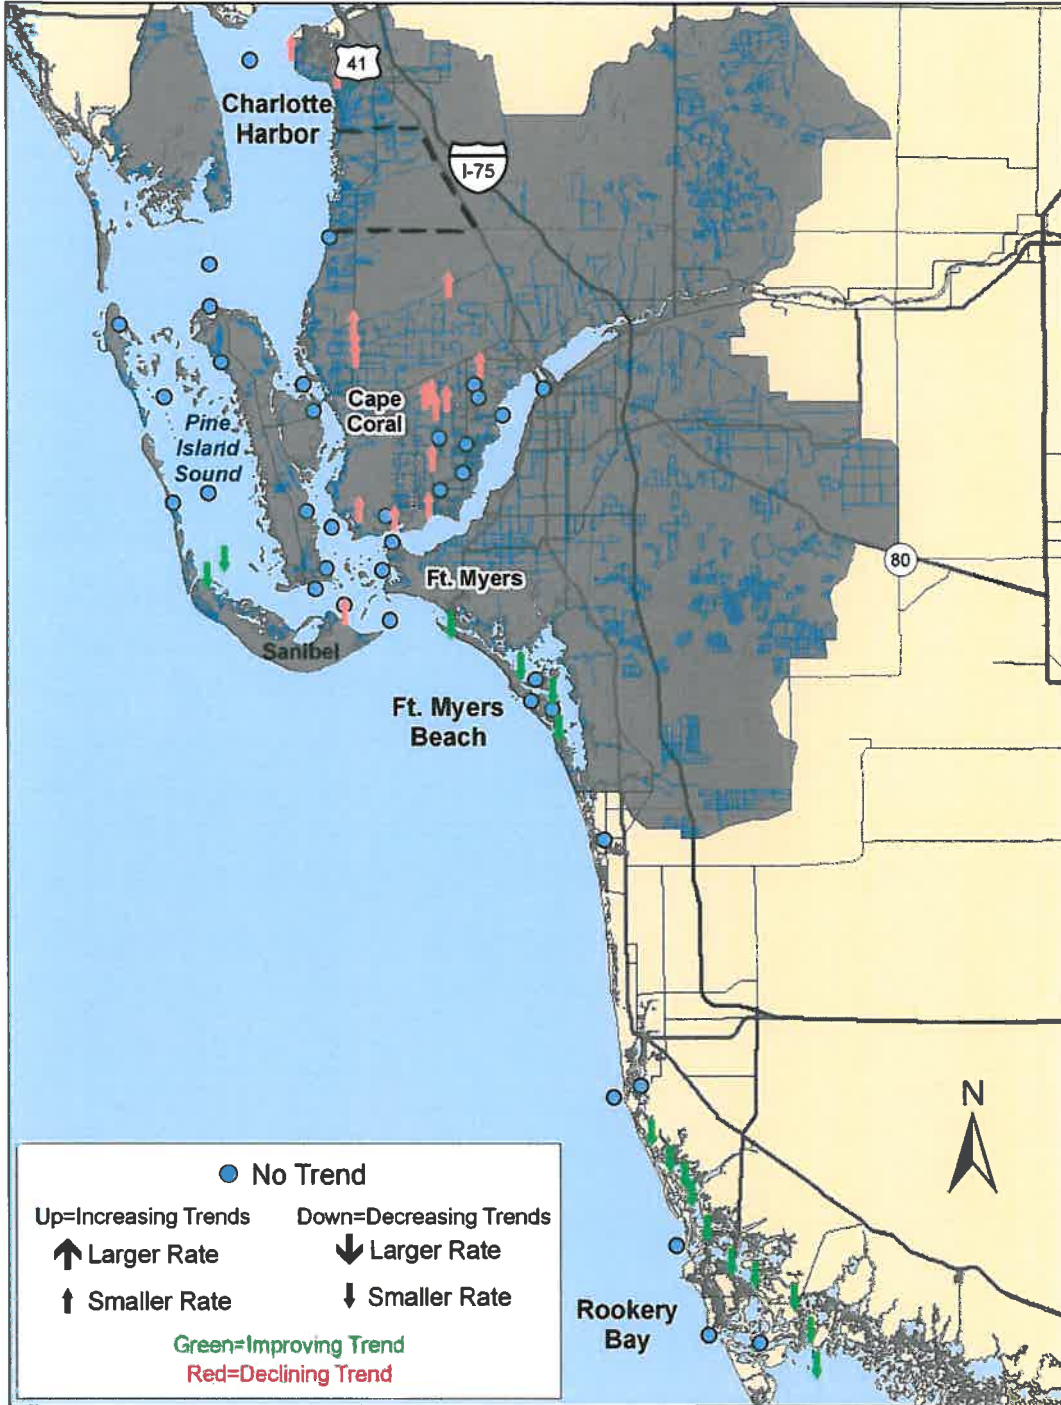 41
Charlotte
Harbor
I-75
Cape
Coral
Pine
Island
Sound
80
Ft. Myers
Sanibel
Ft. Myers
Beach
N
No Trend
Up=Increasing Trends
Down=Decreasing Trends
Larger Rate
Larger Rate
Smaller Rate
Smaller Rate
Green=Improving Trend
Red=Declining Trend
Rookery
Bay